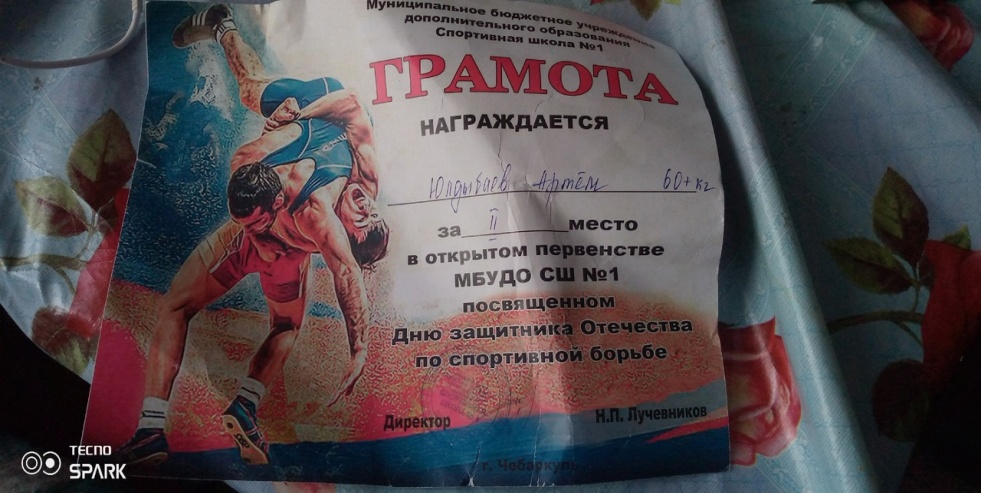 Муниципальное бюджетное учреждение
дополнительного образования
Спортивная школа №1
ГРАМОТА
НАГРАЖДАЕТСЯ
Юлдыбаев Артём 60+кг
за II место
в открытом первенстве
МБУДО СШ №1
посвященном
Дню защитника Отечества
по спортивной борьбе
Директор Н.П. Лучевников
г. Чебаркуль
TECNO
SPARK